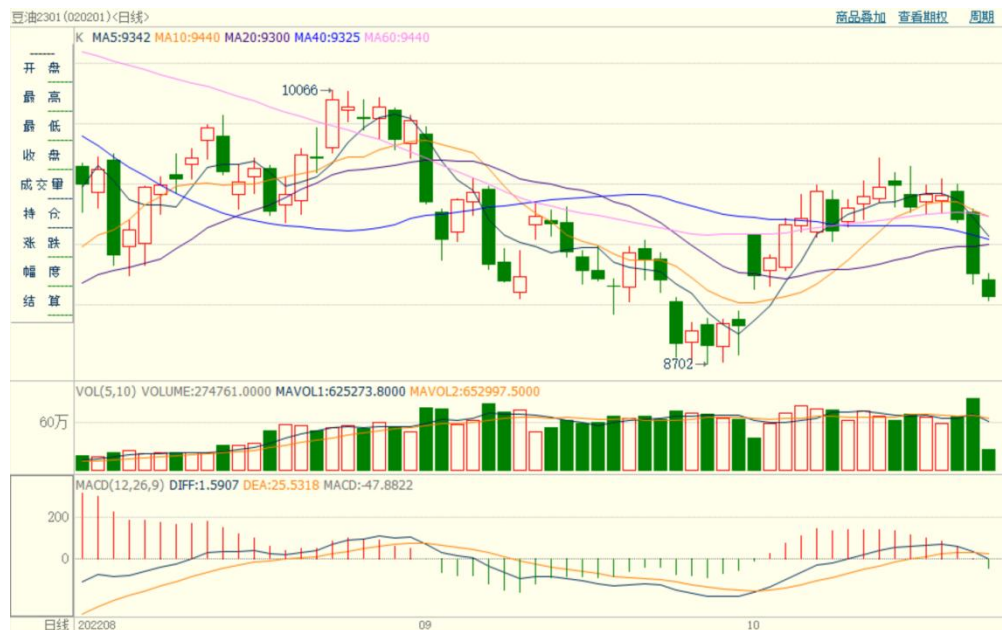 豆油2301(020201)<日线> 商品叠加 查看期权 周期
K MA5:9342 MA10:9440 MA20:9300 MA40:9325 MA60:9440
开 盘
最 高
最 低
收 盘
成交量
持 仓
涨 跌
幅 度
结 算
10066→
8702→
VOL(5,10) VOLUME:274761.0000 MAVOL1:625273.8000 MAVOL2:652997.5000
60万
MACD(12,26,9) DIFF:1.5907 DEA:25.5318 MACD:-47.8822
200
0
日线 202208 09 10